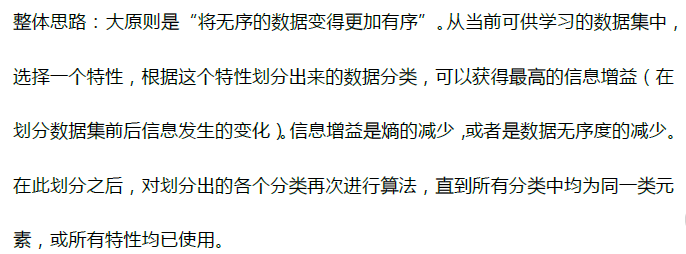 整体思路：大原则是“将无序的数据变得更加有序”。从当前可供学习的数据集中，
选择一个特性，根据这个特性划分出来的数据分类，可以获得最高的信息增益（在
划分数据集前后信息发生的变化）。信息增益是熵的减少，或者是数据无序度的减少。
在此划分之后，对划分出的各个分类再次进行算法，直到所有分类中均为同一类元
素，或所有特性均已使用。